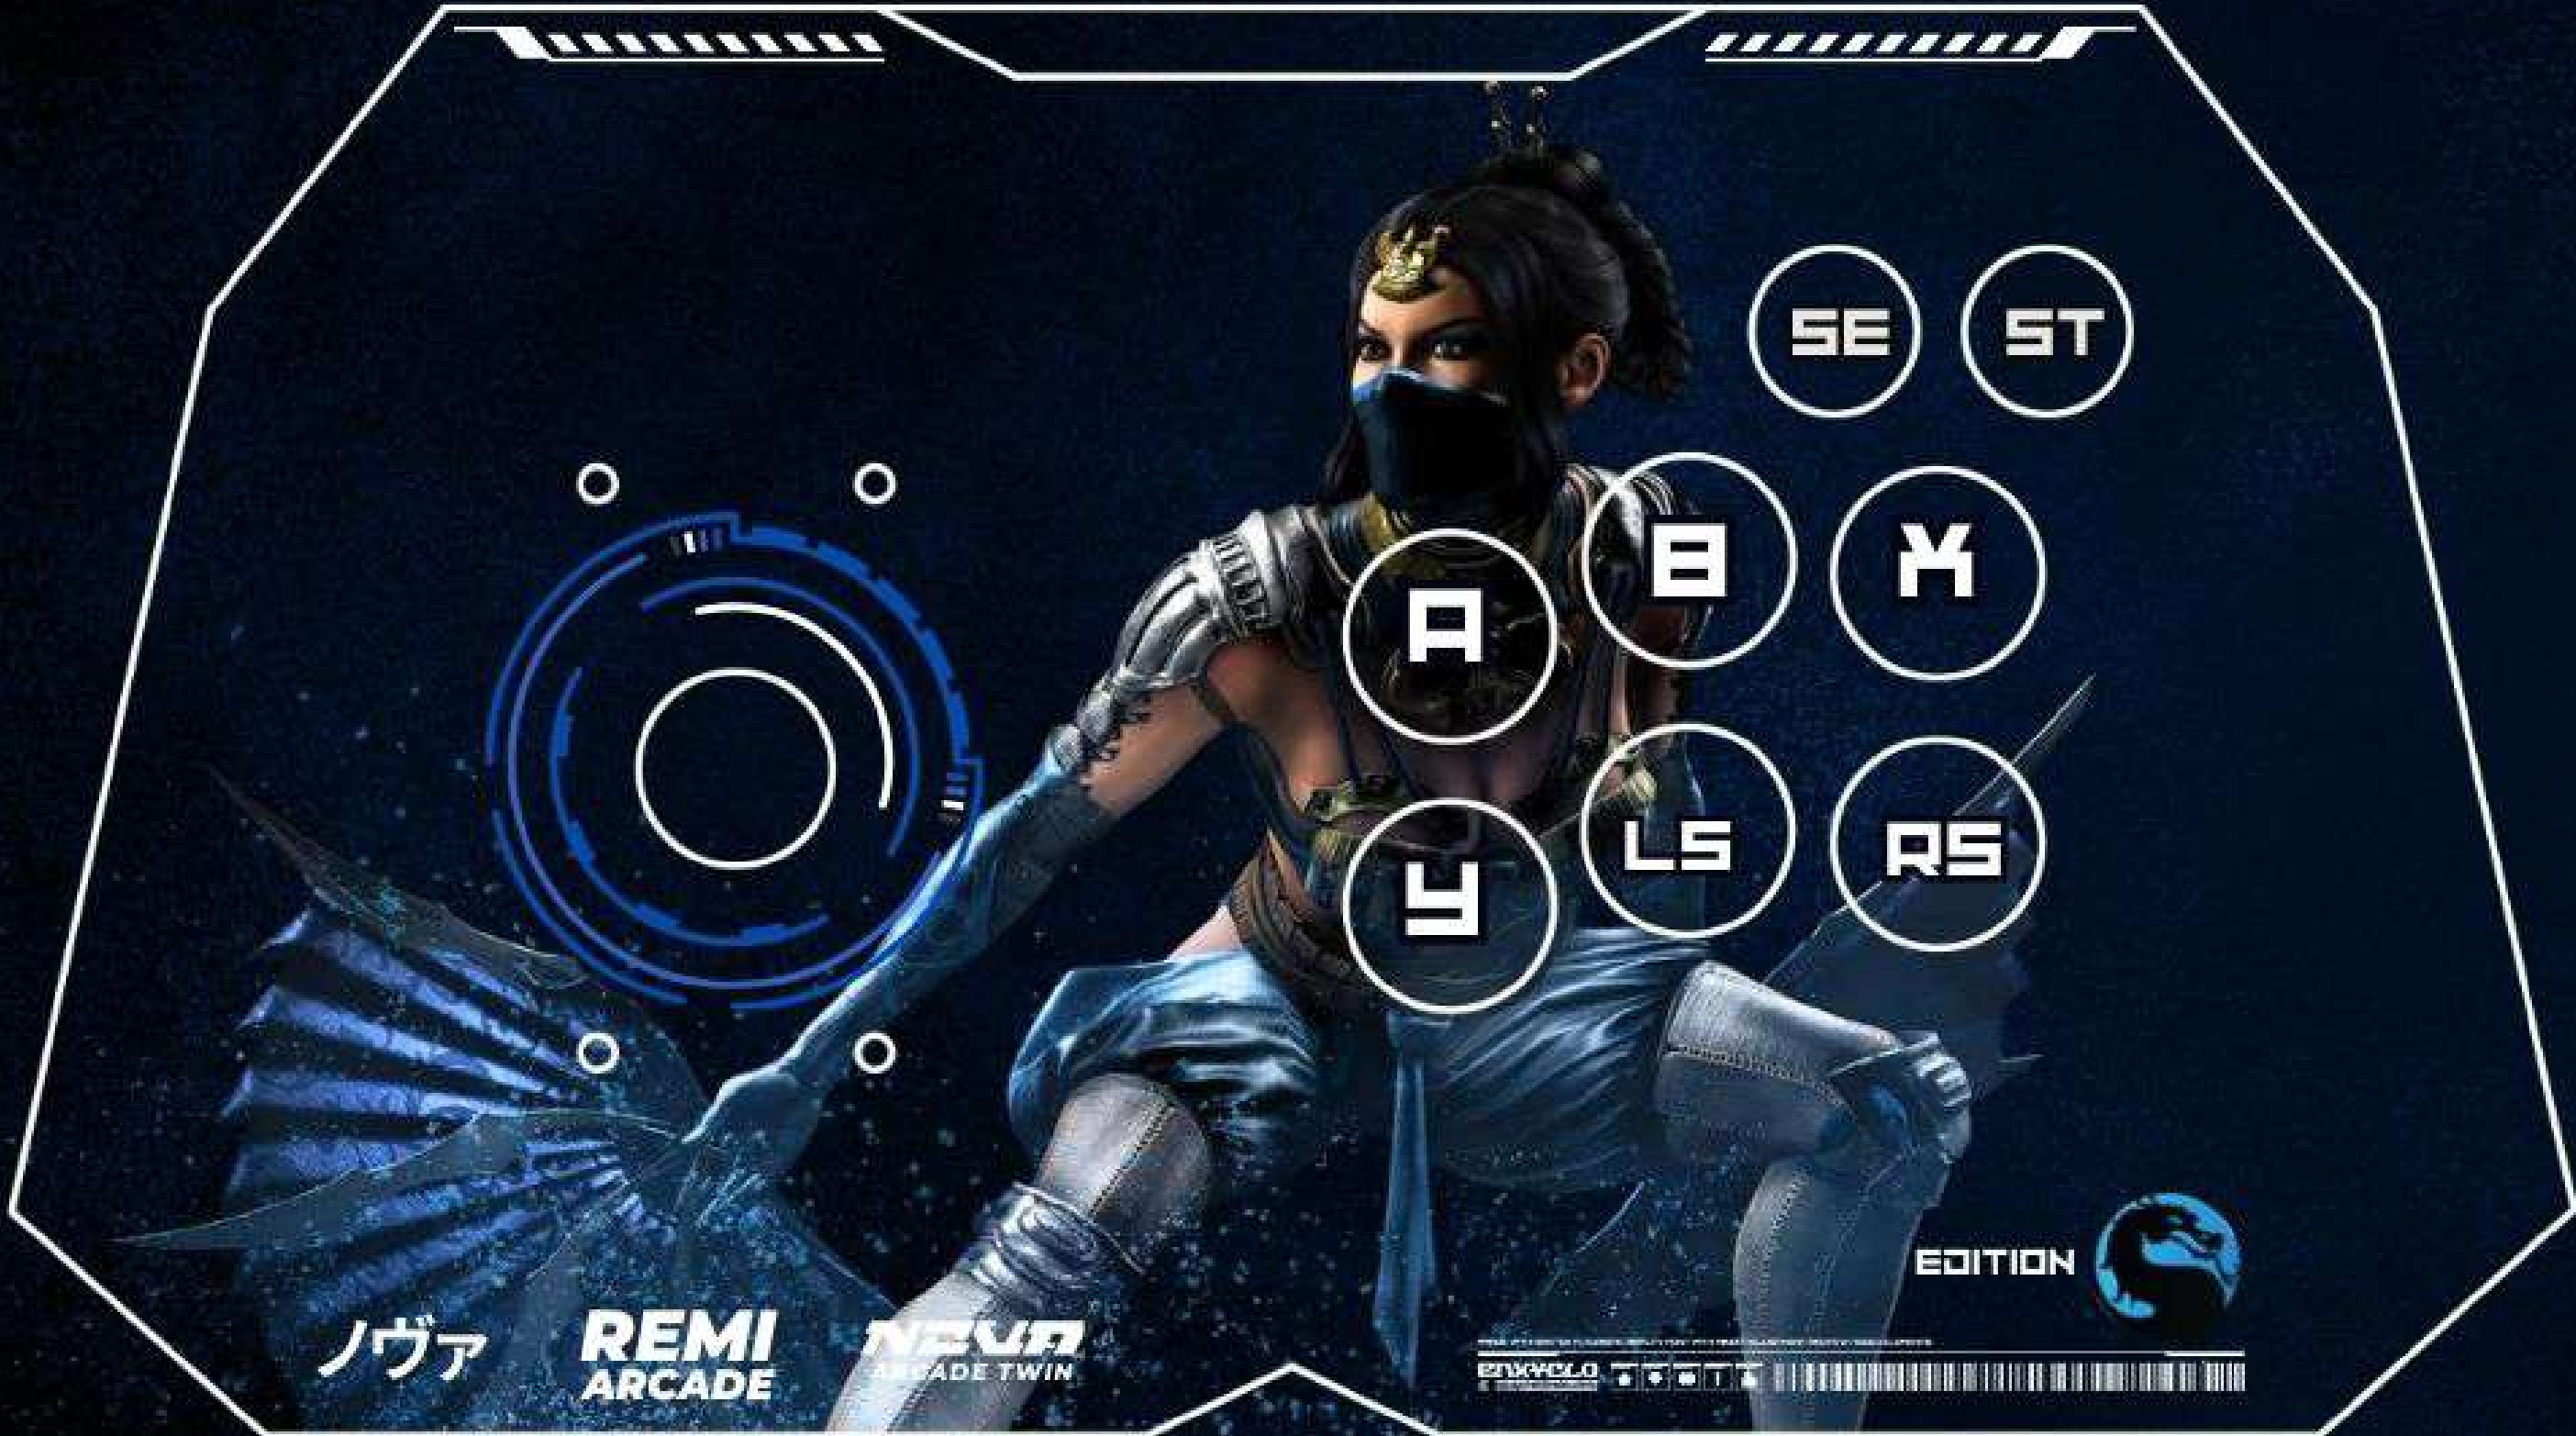 SE ST
A B X
Y LS RS
EDITION
ノヴァ
REMI
ARCADE
NOVA
ARCADE TWIN